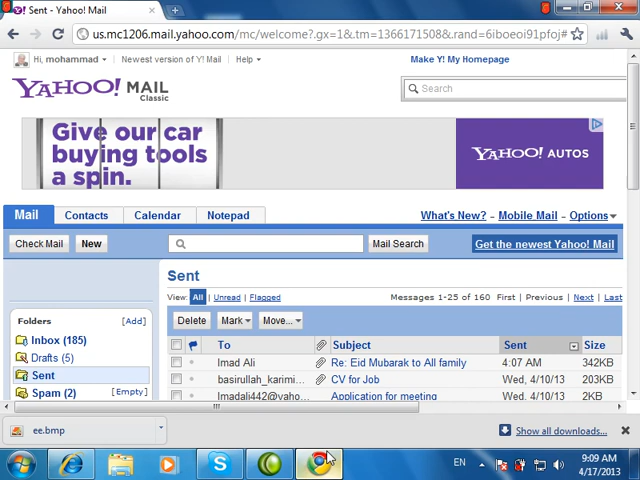 Sent - Yahoo! Mail
us.mc1206.mail.yahoo.com/mc/welcome?.gx=1&.tm=1366171508&.rand=6iboeoi91pfoj#
Hi, mohammad Newest version of Y! Mail Help Make Y! My Homepage
YAHOO! MAIL
Classic
Search
Give our car
buying tools
a spin.
YAHOO! AUTOS
Mail Contacts Calendar Notepad What's New? - Mobile Mail - Options
Check Mail New Mail Search Get the newest Yahoo! Mail
Sent
View: All | Unread | Flagged Messages 1-25 of 160 First | Previous | Next | Last
Folders [Add]
Delete Mark Move...
Inbox (185)
To Subject Sent Size
Drafts (5)
Imad Ali Re: Eid Mubarak to All family 4:07 AM 342KB
Sent
basirullah_karimi... CV for Job Wed, 4/10/13 203KB
Spam (2) [Empty]
Imadali442@yaho... Application for meeting Wed, 4/10/13 2KB
ee.bmp
Show all downloads...
EN
9:09 AM
4/17/2013